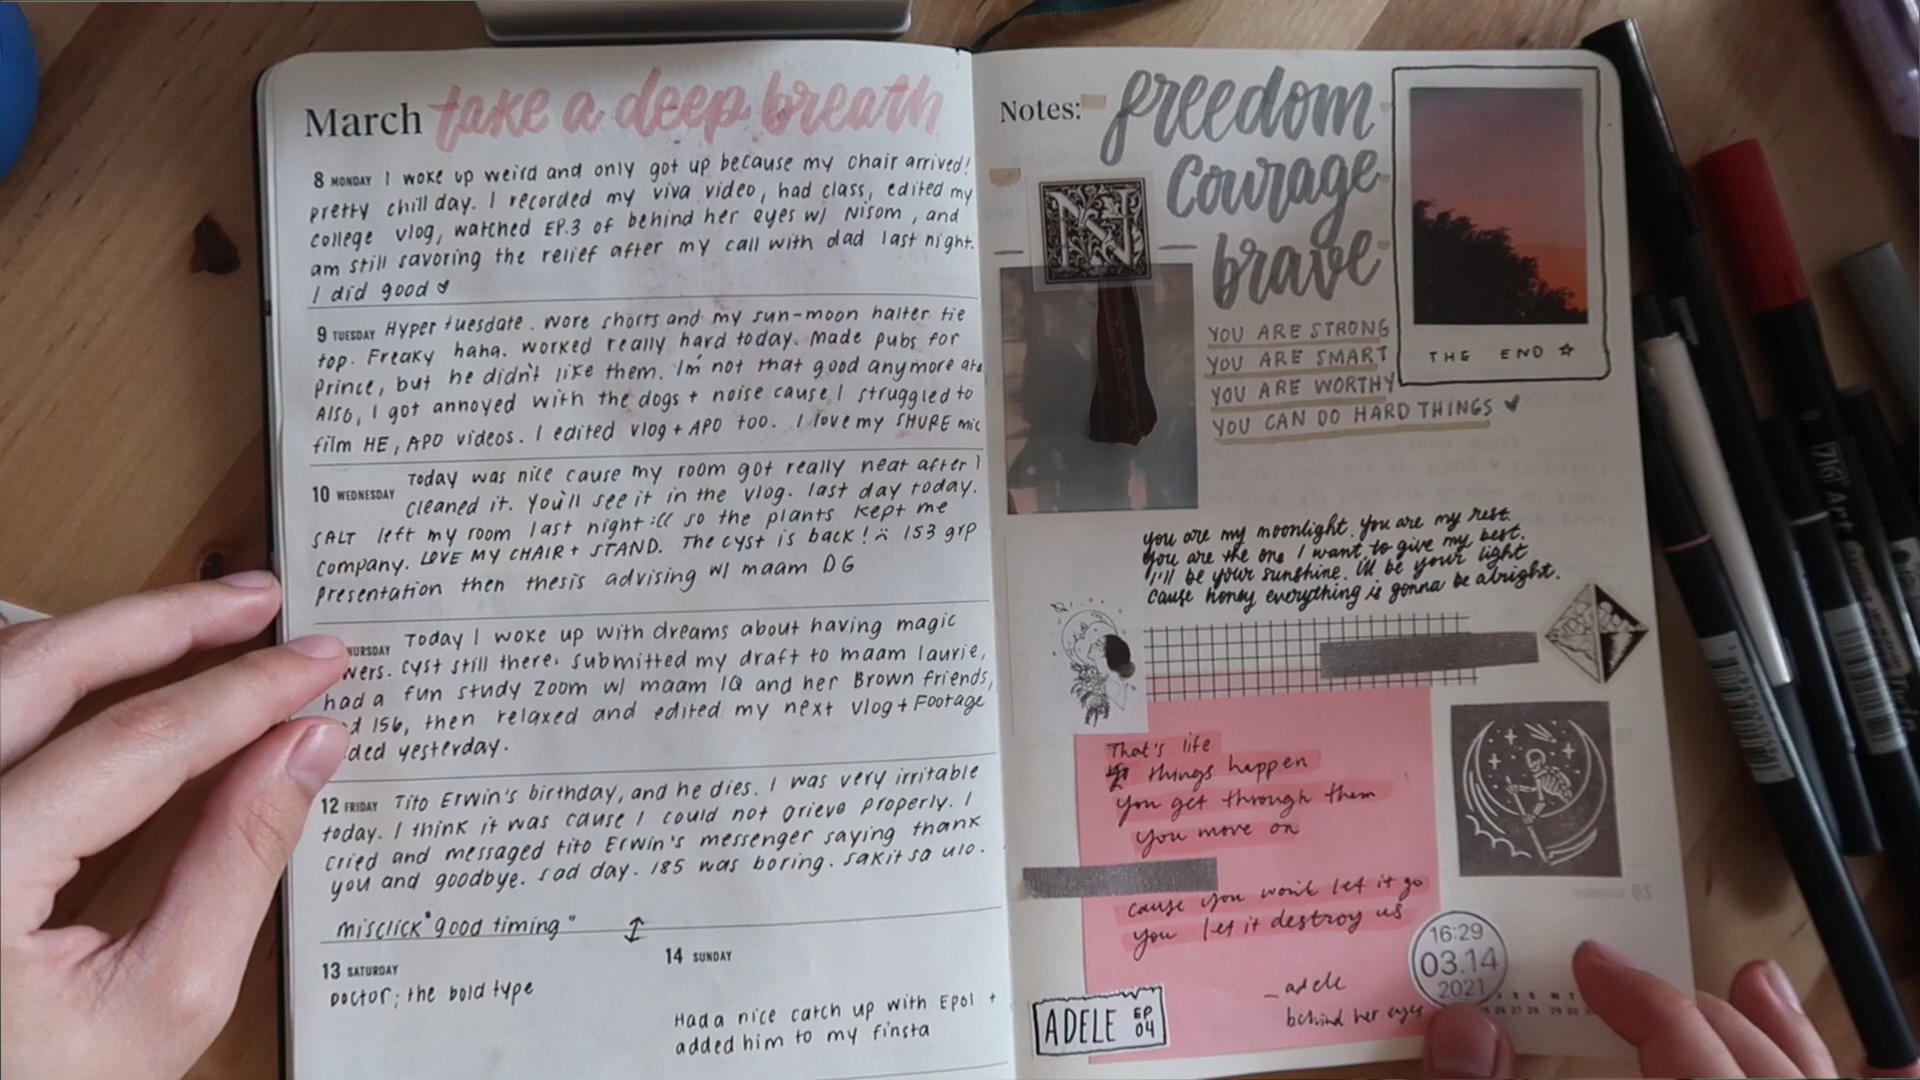 March take a deep breath
8 MONDAY I woke up weird and only got up because my chair arrived!
pretty chill day. I recorded my viva video, had class, edited my
college vlog, watched EP.3 of behind her eyes w/ Nisom, and
am still savoring the relief after my call with dad last night.
I did good
9 TUESDAY Hyper tuesdate. wore shorts and my sun-moon halter tie
top. Freaky haha. worked really hard today. Made pubs for
Prince, but he didn't like them. I'm not that good anymore
Also, I got annoyed with the dogs + noise cause I struggled to
film HE, APO videos. I edited vlog + APO too. I love my SHURE mic
10 WEDNESDAY Today was nice cause my room got really neat after I
cleaned it. You'll see it in the vlog. last day today.
SALT left my room last night :(( so the plants kept me
company. LOVE MY CHAIR + STAND. The cyst is back! 153 grp
presentation then thesis advising w/ maam DG
HURSDAY Today I woke up with dreams about having magic
wers. cyst still there. submitted my draft to maam laurie,
had a fun study zoom w/ maam IQ and her Brown friends,
156, then relaxed and edited my next vlog + Footage
ded yesterday.
12 FRIDAY Tito Erwin's birthday, and he dies. I was very irritable
today. I think it was cause I could not grieve properly. I
cried and messaged tito Erwin's messenger saying thank
you and goodbye. sad day. 185 was boring. sakit sa ulo.
misclick "good timing"
13 SATURDAY
Doctor; the bold type
14 SUNDAY
Had a nice catch up with Epol +
added him to my finsta
Notes: freedom
courage
brave
N
YOU ARE STRONG
YOU ARE SMART
YOU ARE WORTHY
YOU CAN DO HARD THINGS
THE END
you are my moonlight. you are my rest.
you are the one I want to give my best.
i'll be your sunshine. i'll be your light
cause honey everything is gonna be alright.
That's life
things happen
you get through them
you move on
cause you won't let it go
you let it destroy us
- adele
behind her eyes
ADELE EP 04
16:29
03.14
2021
ZIG Art